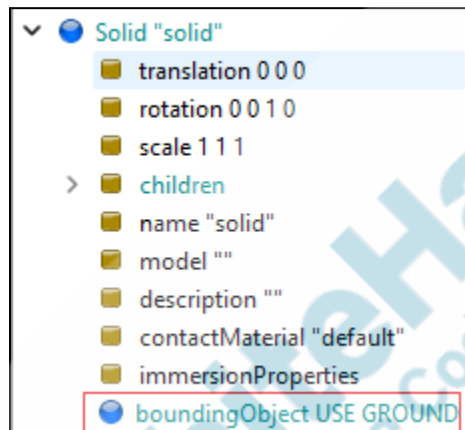 Solid "solid"
translation 0 0 0
rotation 0 0 1 0
scale 1 1 1
children
name "solid"
model ""
description ""
contactMaterial "default"
immersionProperties
boundingObject USE GROUND